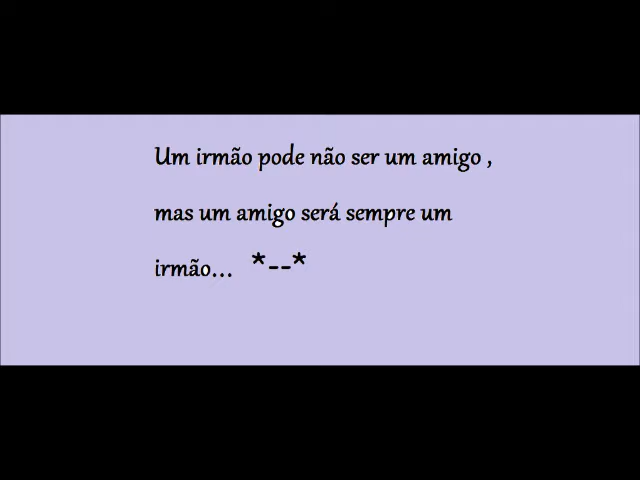 Um irmão pode não ser um amigo ,
mas um amigo será sempre um
irmão... *--*